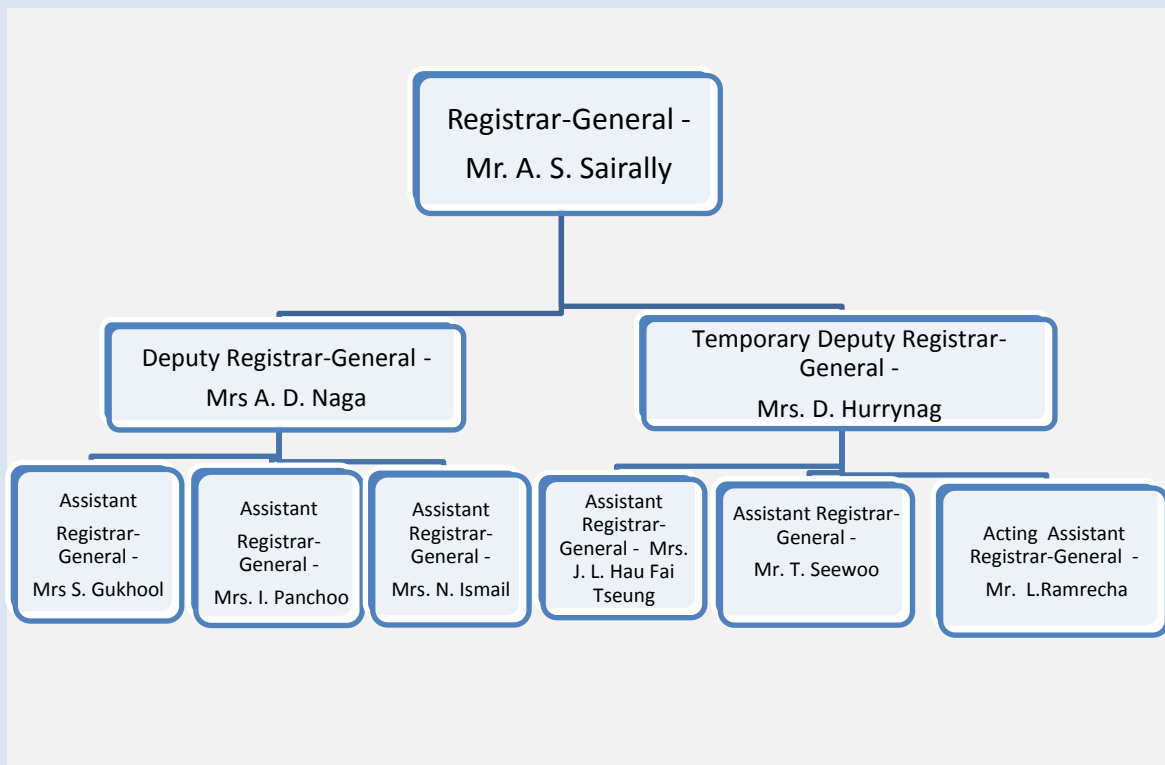 Registrar-General -
Mr. A. S. Sairally
Deputy Registrar-General -
Mrs A. D. Naga
Temporary Deputy Registrar-
General -
Mrs. D. Hurrynag
Assistant
Registrar-
General -
Mrs S. Gukhool
Assistant
Registrar-
General -
Mrs. I. Panchoo
Assistant
Registrar-
General -
Mrs. N. Ismail
Assistant
Registrar-
General - Mrs.
J. L. Hau Fai
Tseung
Assistant Registrar-
General -
Mr. T. Seewoo
Acting Assistant
Registrar-General -
Mr. L.Ramrecha